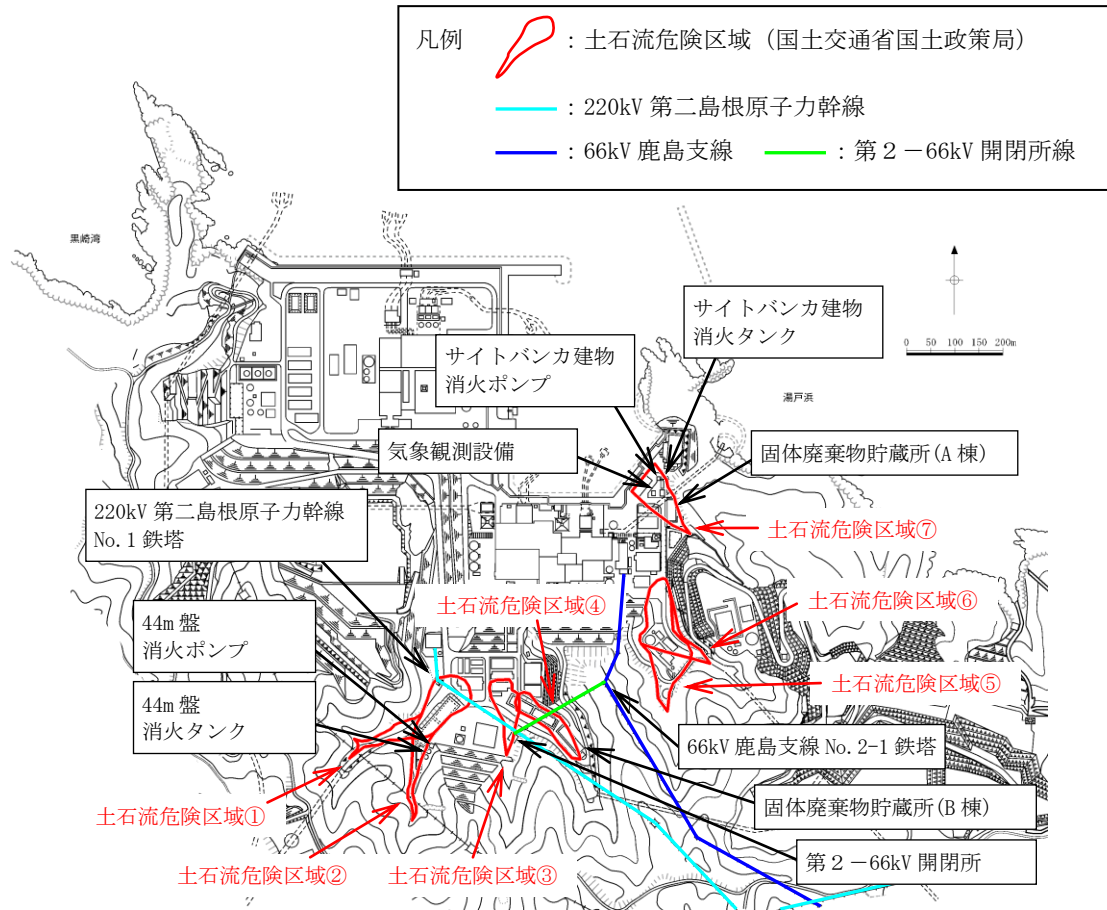 凡例
：土石流危険区域（国土交通省国土政策局）
：220kV 第二島根原子力幹線
：66kV 鹿島支線
：第２－66kV 開閉所線
黒崎湾
サイトバンカ建物
消火タンク
0 50 100 150 200m
サイトバンカ建物
消火ポンプ
湯戸浜
気象観測設備
固体廃棄物貯蔵所(A 棟)
220kV 第二島根原子力幹線
No.1 鉄塔
土石流危険区域⑦
土石流危険区域④
土石流危険区域⑥
44m 盤
消火ポンプ
土石流危険区域⑤
44m 盤
消火タンク
66kV 鹿島支線 No.2-1 鉄塔
土石流危険区域①
固体廃棄物貯蔵所(B 棟)
土石流危険区域②
土石流危険区域③
第２－66kV 開閉所